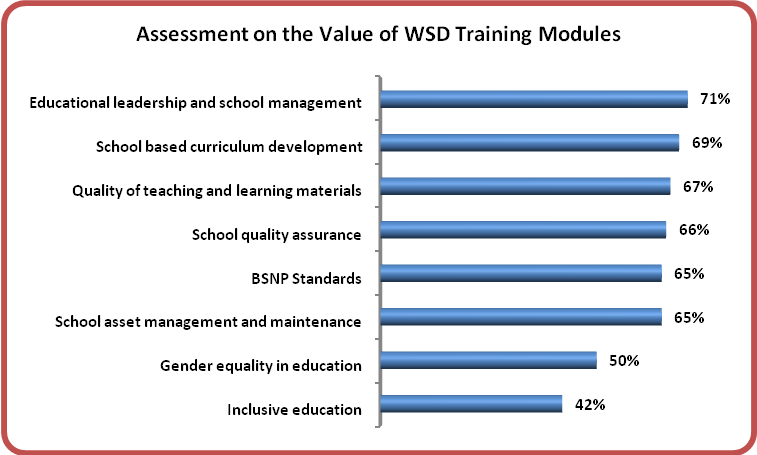 Assessment on the Value of WSD Training Modules
Educational leadership and school management 71%
School based curriculum development 69%
Quality of teaching and learning materials 67%
School quality assurance 66%
BSNP Standards 65%
School asset management and maintenance 65%
Gender equality in education 50%
Inclusive education 42%